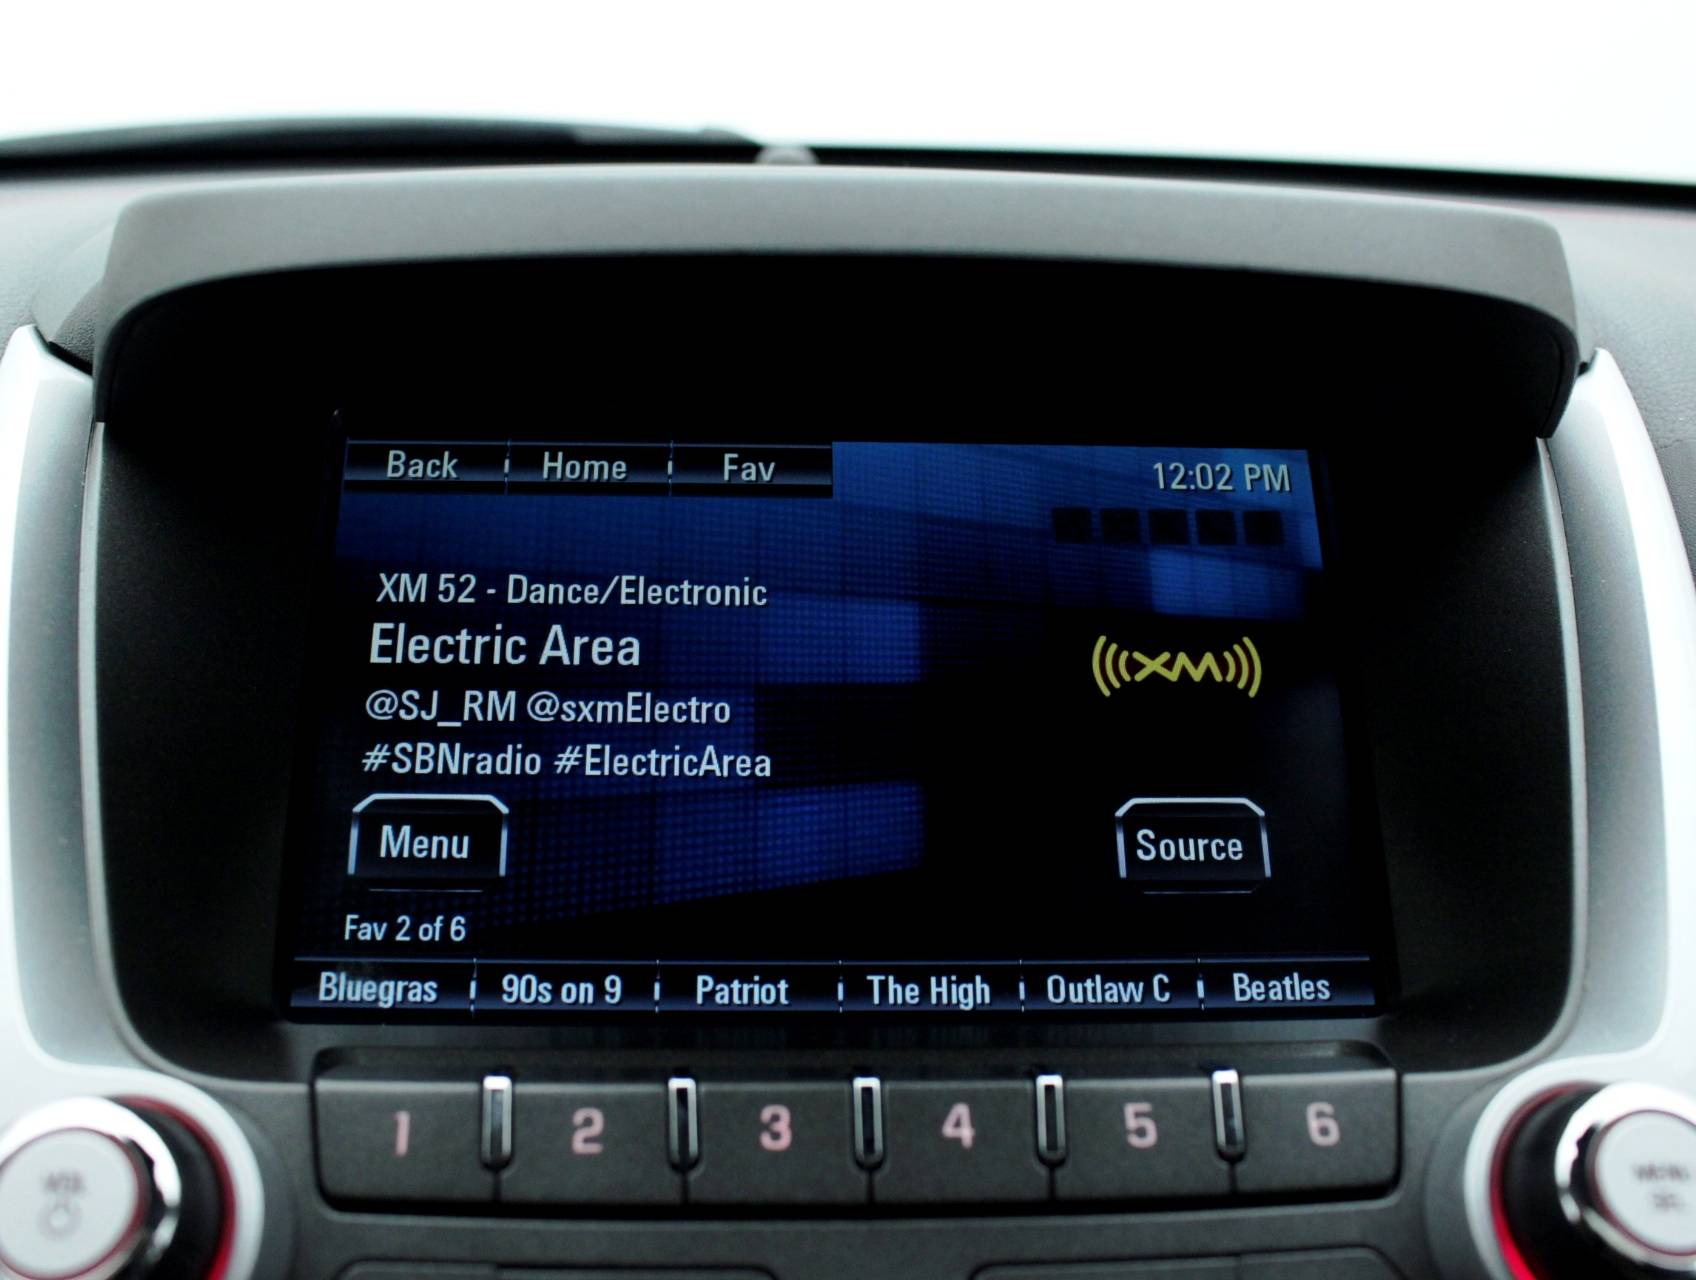 Back Home Fav 12:02 PM
XM 52 - Dance/Electronic
Electric Area
((XM))
@SJ_RM @sxmElectro
#SBNradio #ElectricArea
Menu Source
Fav 2 of 6
Bluegras 90s on 9 Patriot The High Outlaw C Beatles
1 2 3 4 5 6
MENU